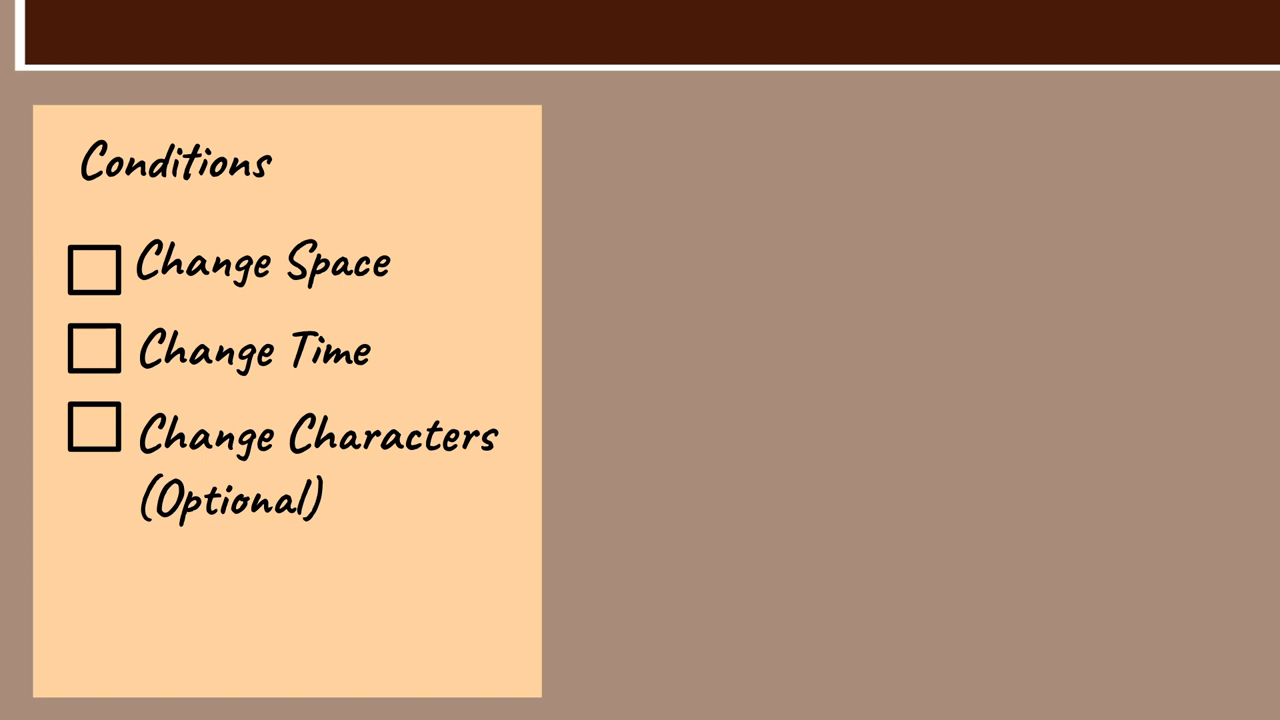 Conditions
Change Space
Change Time
Change Characters
(Optional)